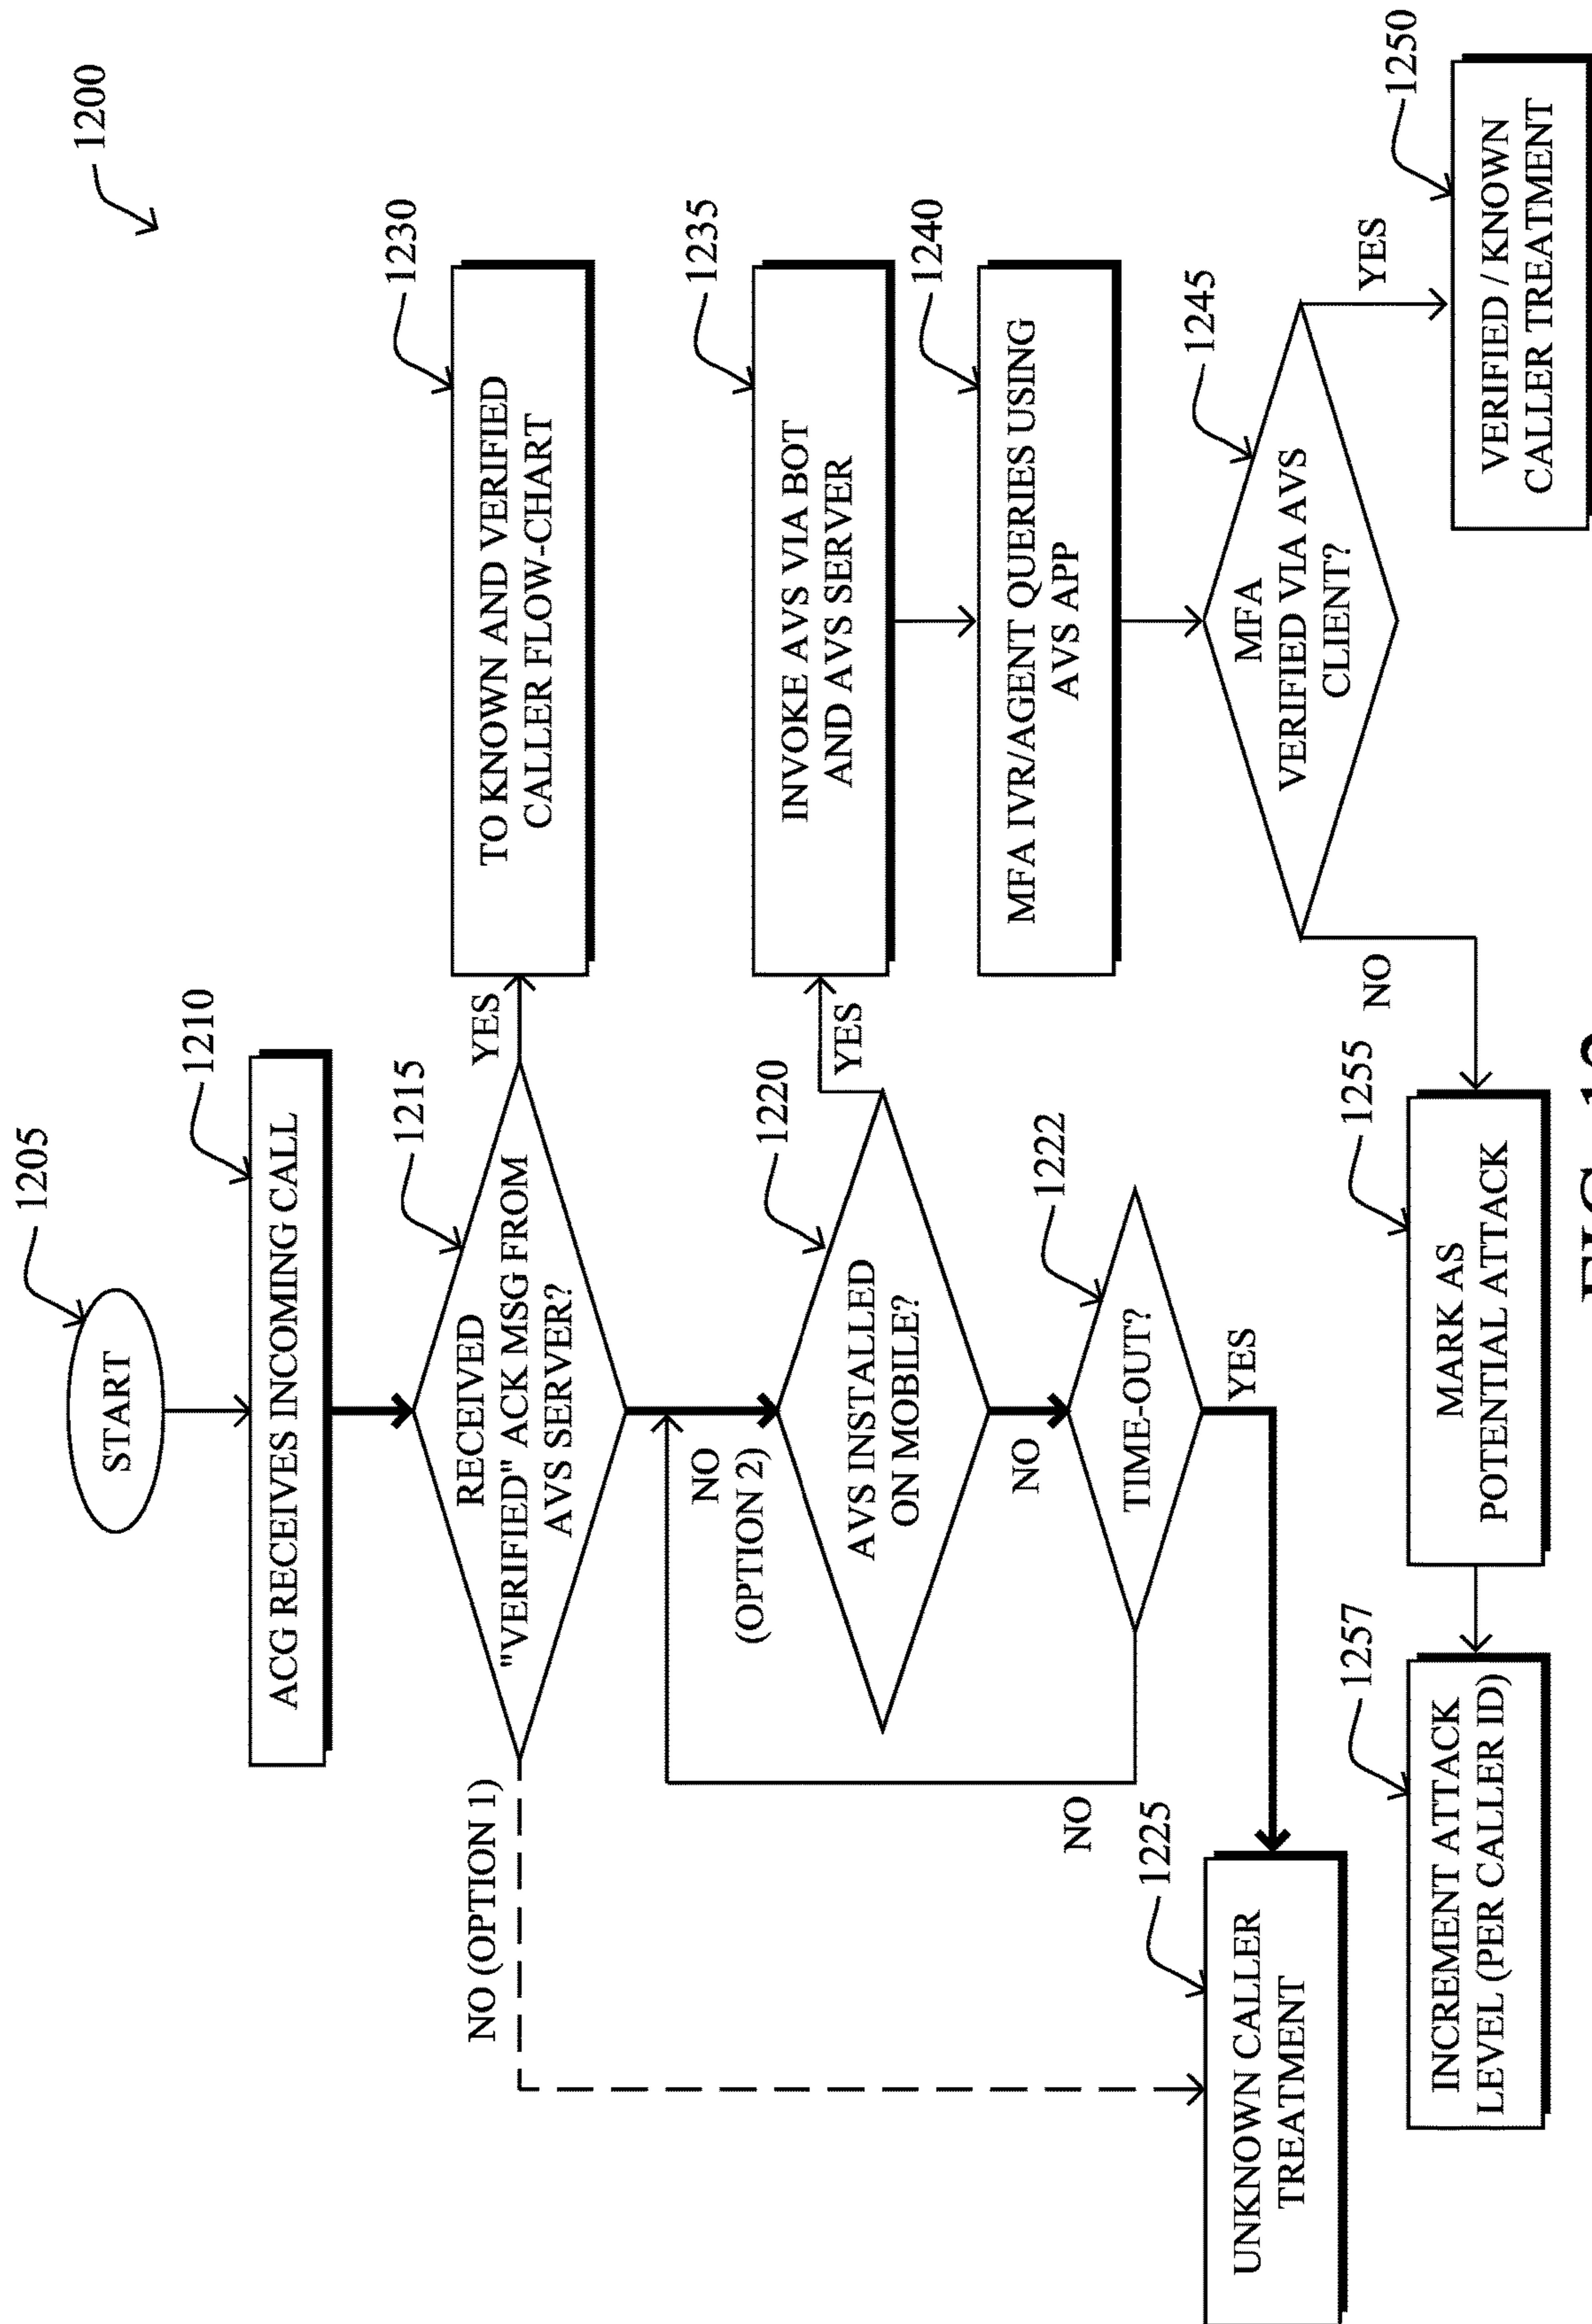 1200
1205
START
1210
ACG RECEIVES INCOMING CALL
1215
RECEIVED
"VERIFIED" ACK MSG FROM
AVS SERVER?
YES
1230
TO KNOWN AND VERIFIED
CALLER FLOW-CHART
NO (OPTION 1)
NO
(OPTION 2)
1220
AVS INSTALLED
ON MOBILE?
YES
1235
INVOKE AVS VIA BOT
AND AVS SERVER
NO
1222
TIME-OUT?
NO
YES
1240
MFA IVR/AGENT QUERIES USING
AVS APP
1225
UNKNOWN CALLER
TREATMENT
1245
MFA
VERIFIED VIA AVS
CLIENT?
YES
1250
VERIFIED / KNOWN
CALLER TREATMENT
NO
1255
MARK AS
POTENTIAL ATTACK
1257
INCREMENT ATTACK
LEVEL (PER CALLER ID)